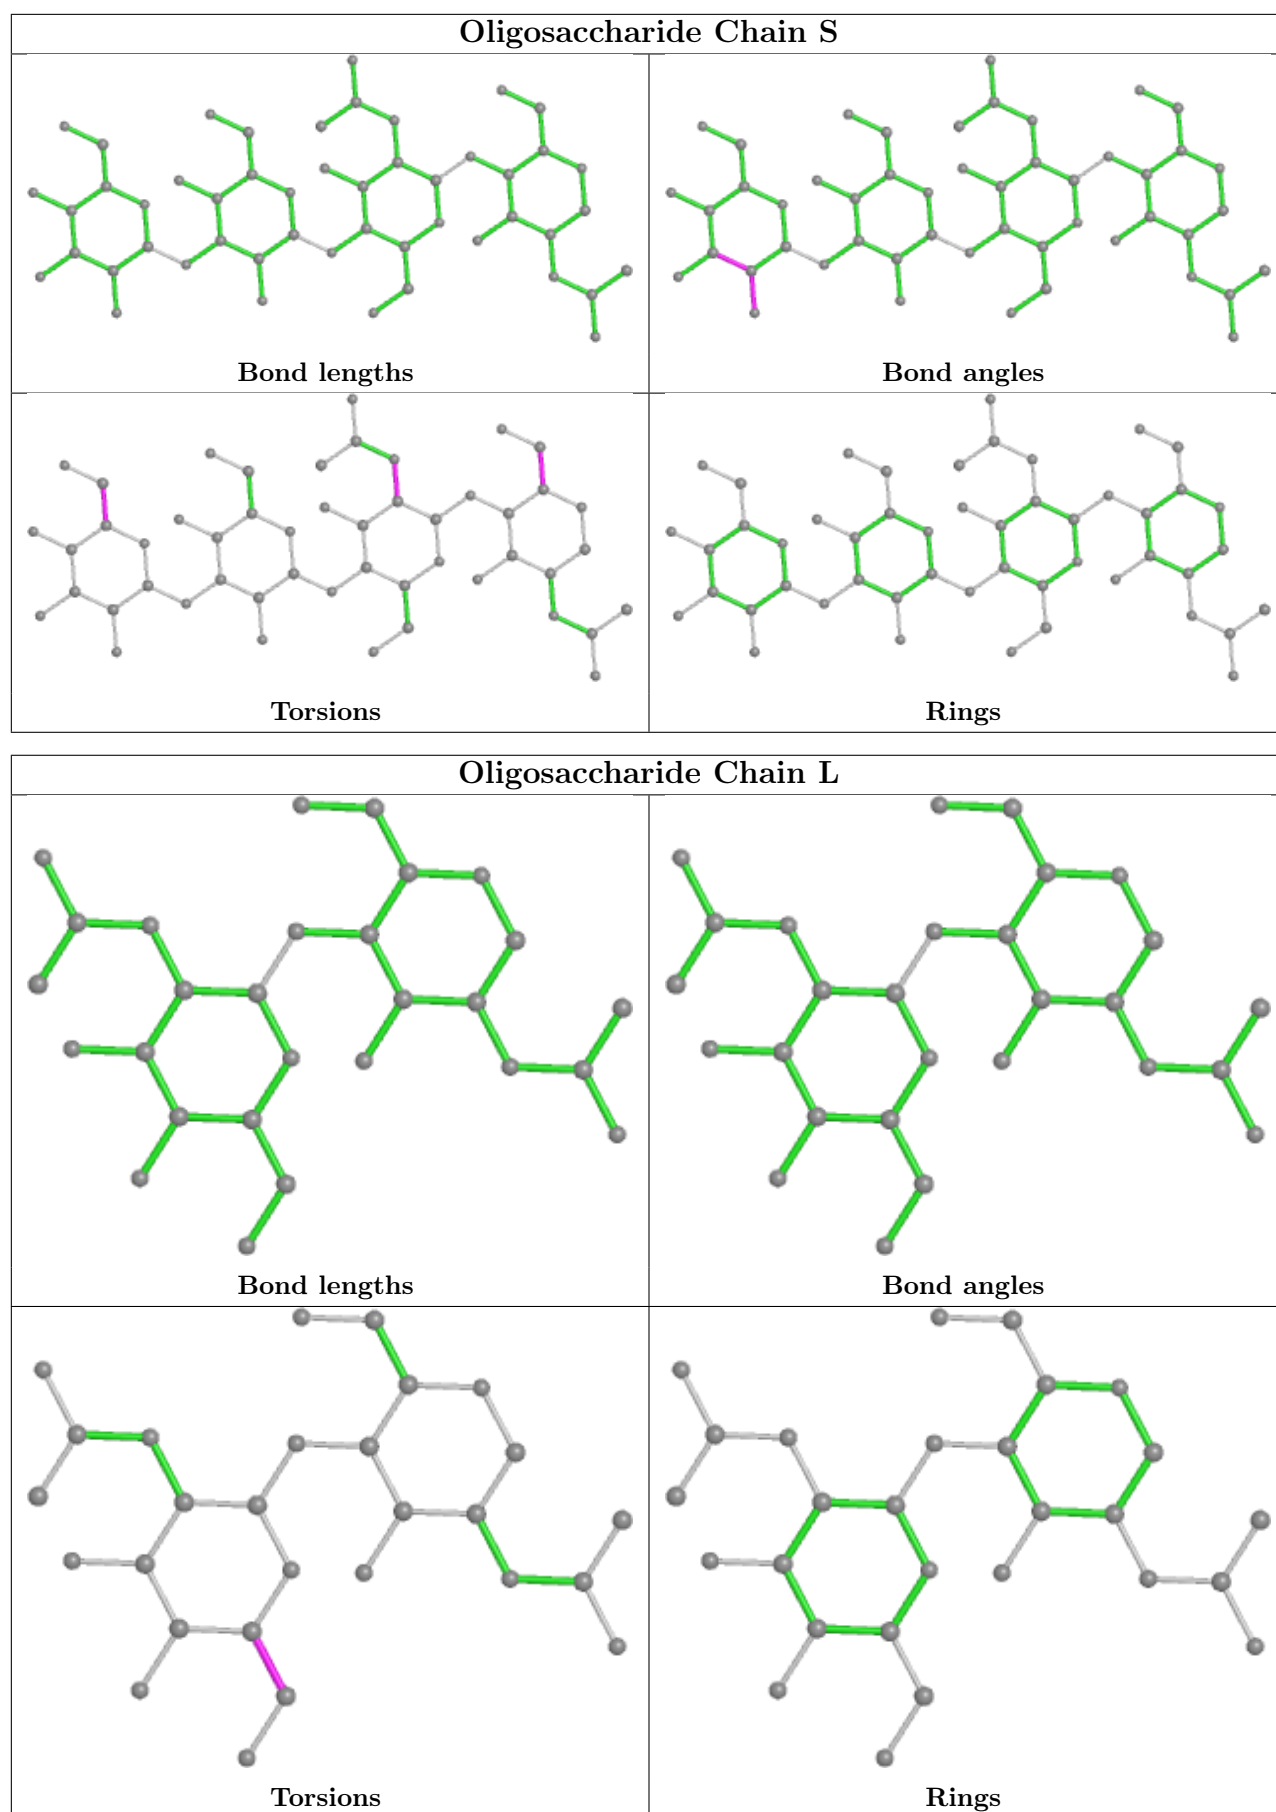 Oligosaccharide Chain S
Bond lengths
Bond angles
Torsions
Rings
Oligosaccharide Chain L
Bond lengths
Bond angles
Torsions
Rings